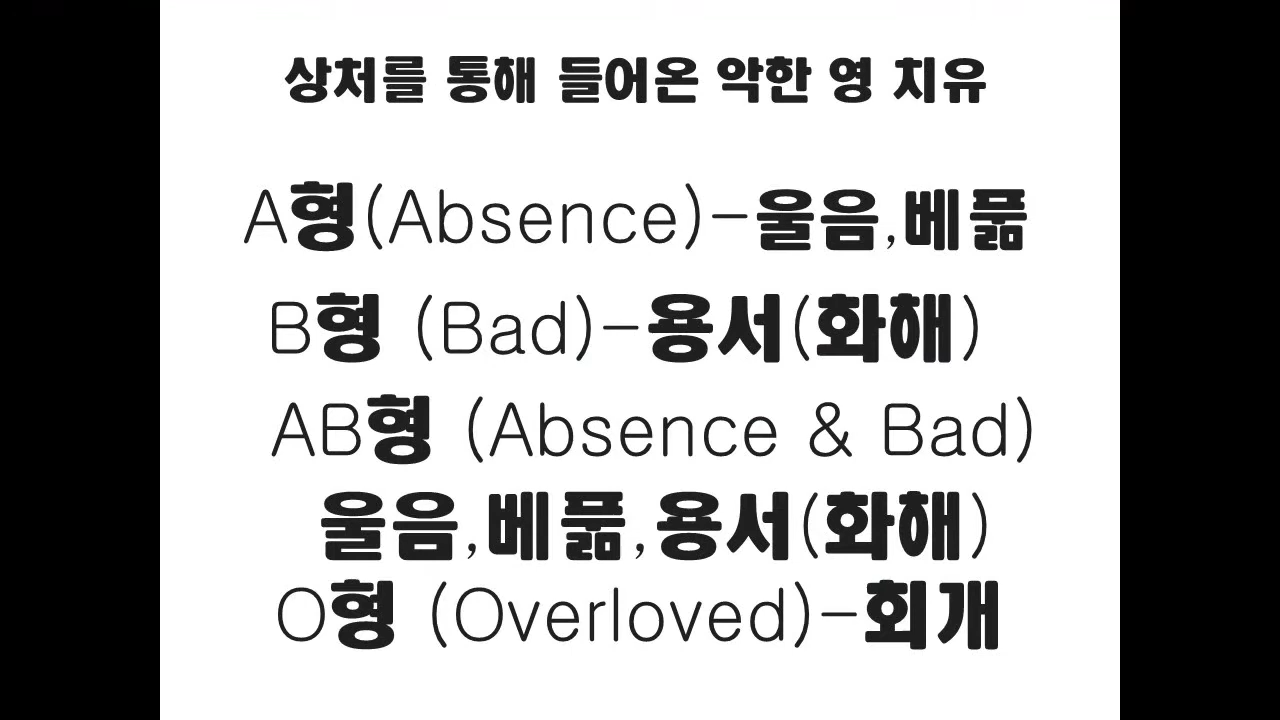 상처를 통해 들어온 악한 영 치유
A형(Absence)-울음,베풂
B형 (Bad)-용서(화해)
AB형 (Absence & Bad)
울음,베풂,용서(화해)
O형 (Overloved)-회개